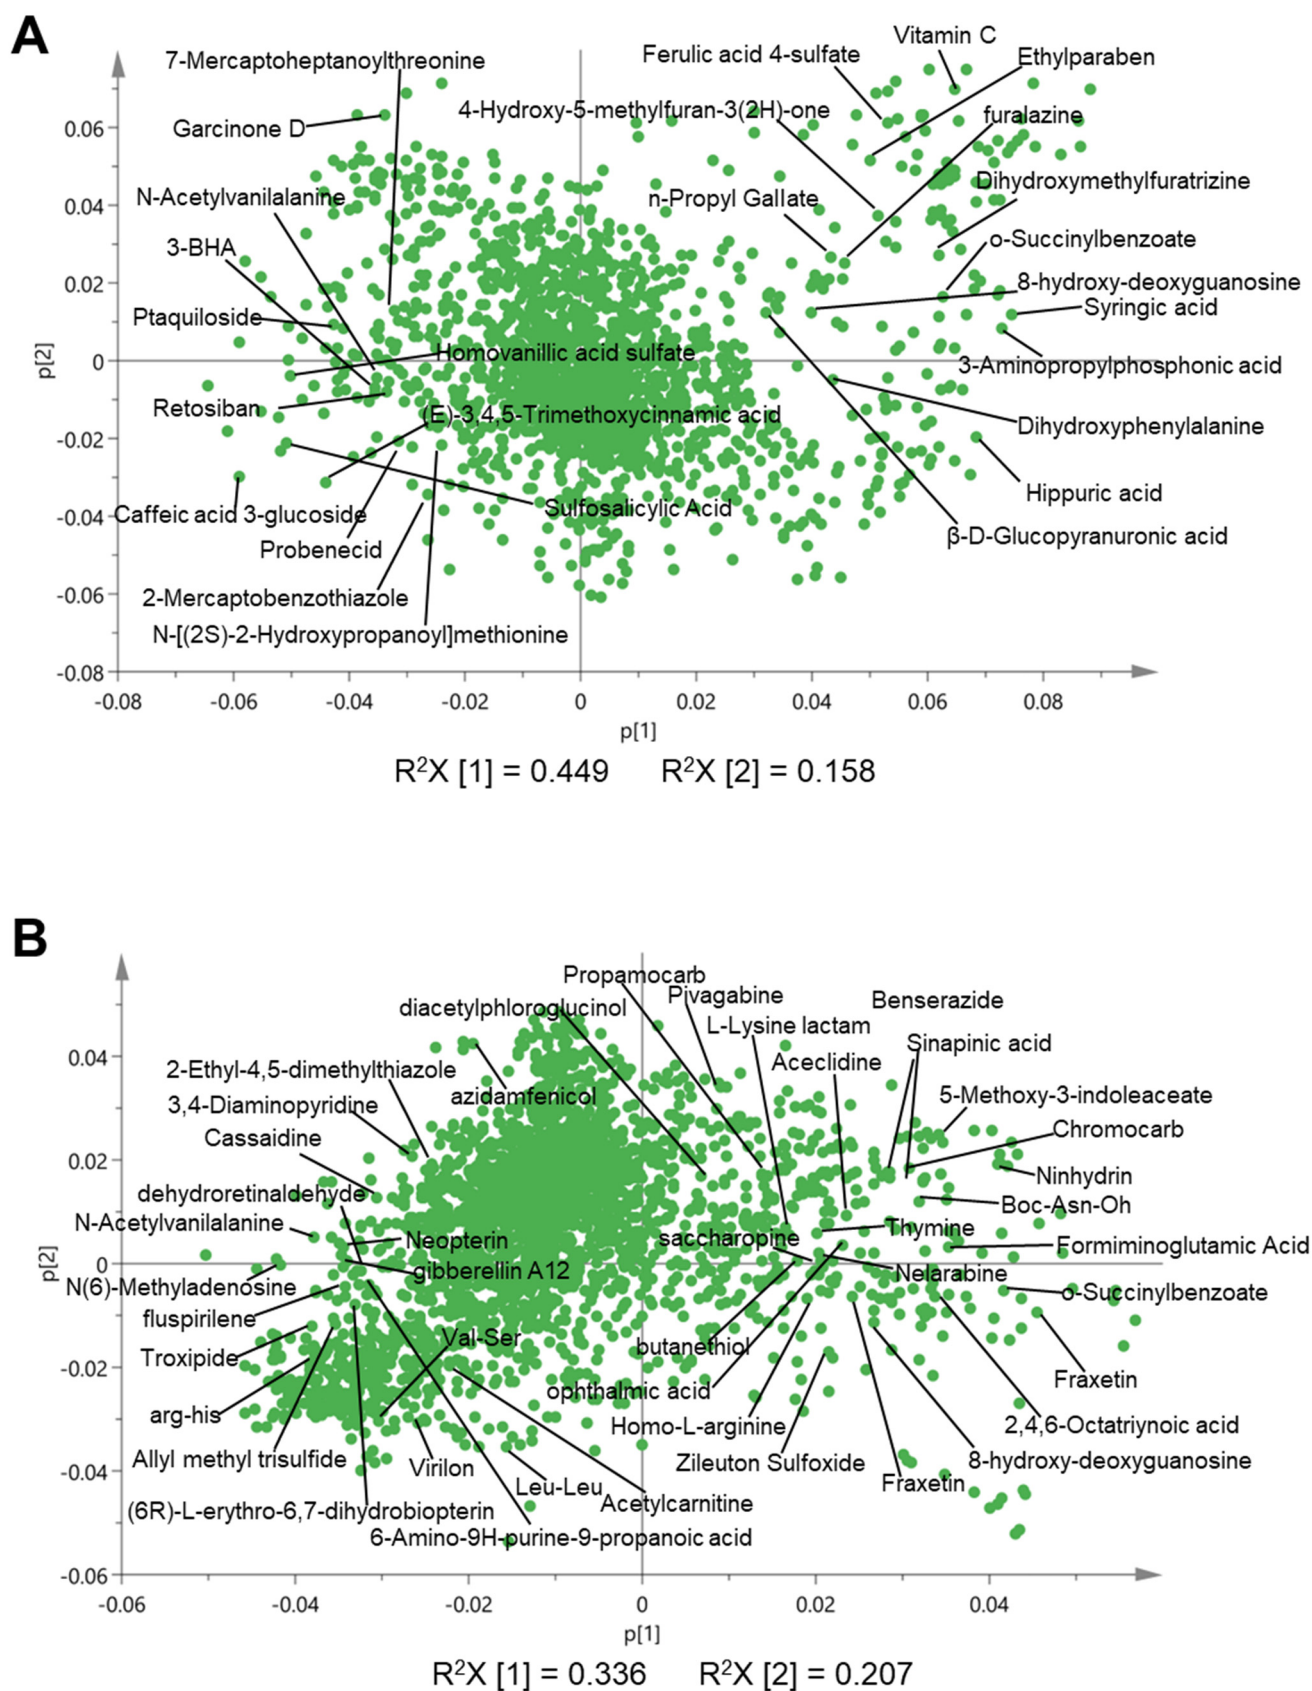 A
Vitamin C
Ferulic acid 4-sulfate
Ethylparaben
7-Mercaptoheptanoylthreonine
4-Hydroxy-5-methylfuran-3(2H)-one
furalazine
Garcinone D
0.06
Dihydroxymethylfuratrizine
N-Acetylvanilalanine
n-Propyl Gallate
0.04
o-Succinylbenzoate
3-BHA
0.02
8-hydroxy-deoxyguanosine
Syringic acid
Ptaquiloside
p[2]
0
Homovanillic acid sulfate
3-Aminopropylphosphonic acid
Retosiban
(E)-3,4,5-Trimethoxycinnamic acid
Dihydroxyphenylalanine
-0.02
Hippuric acid
Caffeic acid 3-glucoside
Sulfosalicylic Acid
-0.04
β-D-Glucopyranuronic acid
Probenecid
-0.06
2-Mercaptobenzothiazole
N-[(2S)-2-Hydroxypropanoyl]methionine
-0.08
-0.08 -0.06 -0.04 -0.02 0 0.02 0.04 0.06 0.08
p[1]
R²X [1] = 0.449 R²X [2] = 0.158
B
Propamocarb
Pivagabine
Benserazide
diacetylphloroglucinol
L-Lysine lactam
Sinapinic acid
0.04
Aceclidine
2-Ethyl-4,5-dimethylthiazole
azidamfenicol
5-Methoxy-3-indoleaceate
3,4-Diaminopyridine
Chromocarb
Cassaidine
0.02
Ninhydrin
dehydroretinaldehyde
Boc-Asn-Oh
N-Acetylvanilalanine
Thymine
Neopterin
saccharopine
Formiminoglutamic Acid
p[2]
0
gibberellin A12
Nelarabine
N(6)-Methyladenosine
o-Succinylbenzoate
fluspirilene
Val-Ser
butanethiol
Troxipide
-0.02
Fraxetin
ophthalmic acid
arg-his
Homo-L-arginine
2,4,6-Octatriynoic acid
Allyl methyl trisulfide
Virilon
Zileuton Sulfoxide
8-hydroxy-deoxyguanosine
-0.04
Leu-Leu
Fraxetin
(6R)-L-erythro-6,7-dihydrobiopterin
Acetylcarnitine
6-Amino-9H-purine-9-propanoic acid
-0.06
-0.06 -0.04 -0.02 0 0.02 0.04
p[1]
R²X [1] = 0.336 R²X [2] = 0.207